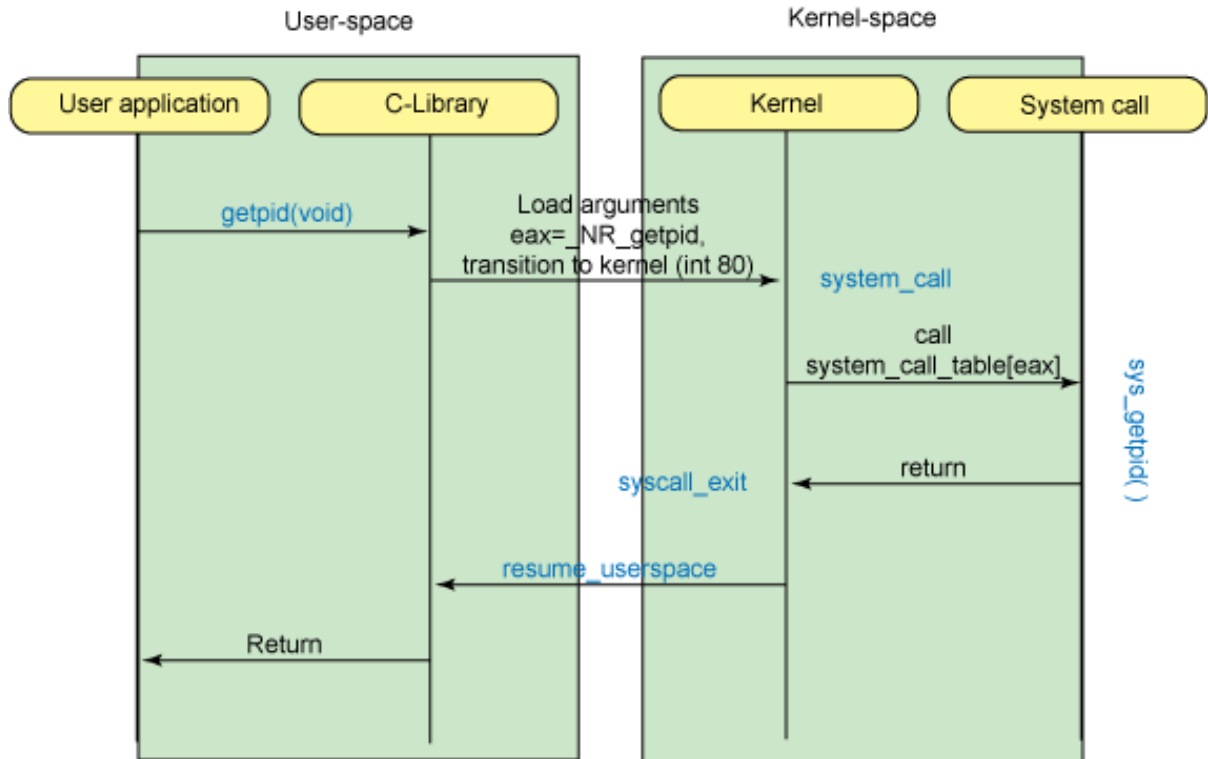 User-space
Kernel-space
User application
C-Library
Kernel
System call
getpid(void)
Load arguments
eax=_NR_getpid,
transition to kernel (int 80)
system_call
call
system_call_table[eax]
sys_getpid( )
return
syscall_exit
resume_userspace
Return